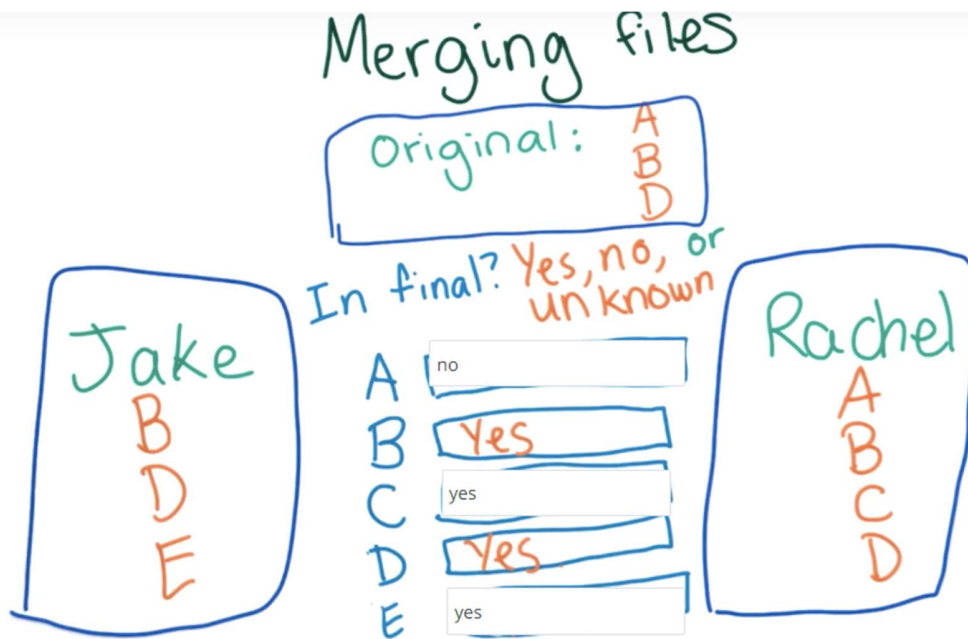 Merging files
Original: A
B
D
In final? Yes, no, or
unknown
Jake
B
D
E
A no
B Yes
C yes
D Yes
E yes
Rachel
A
B
C
D